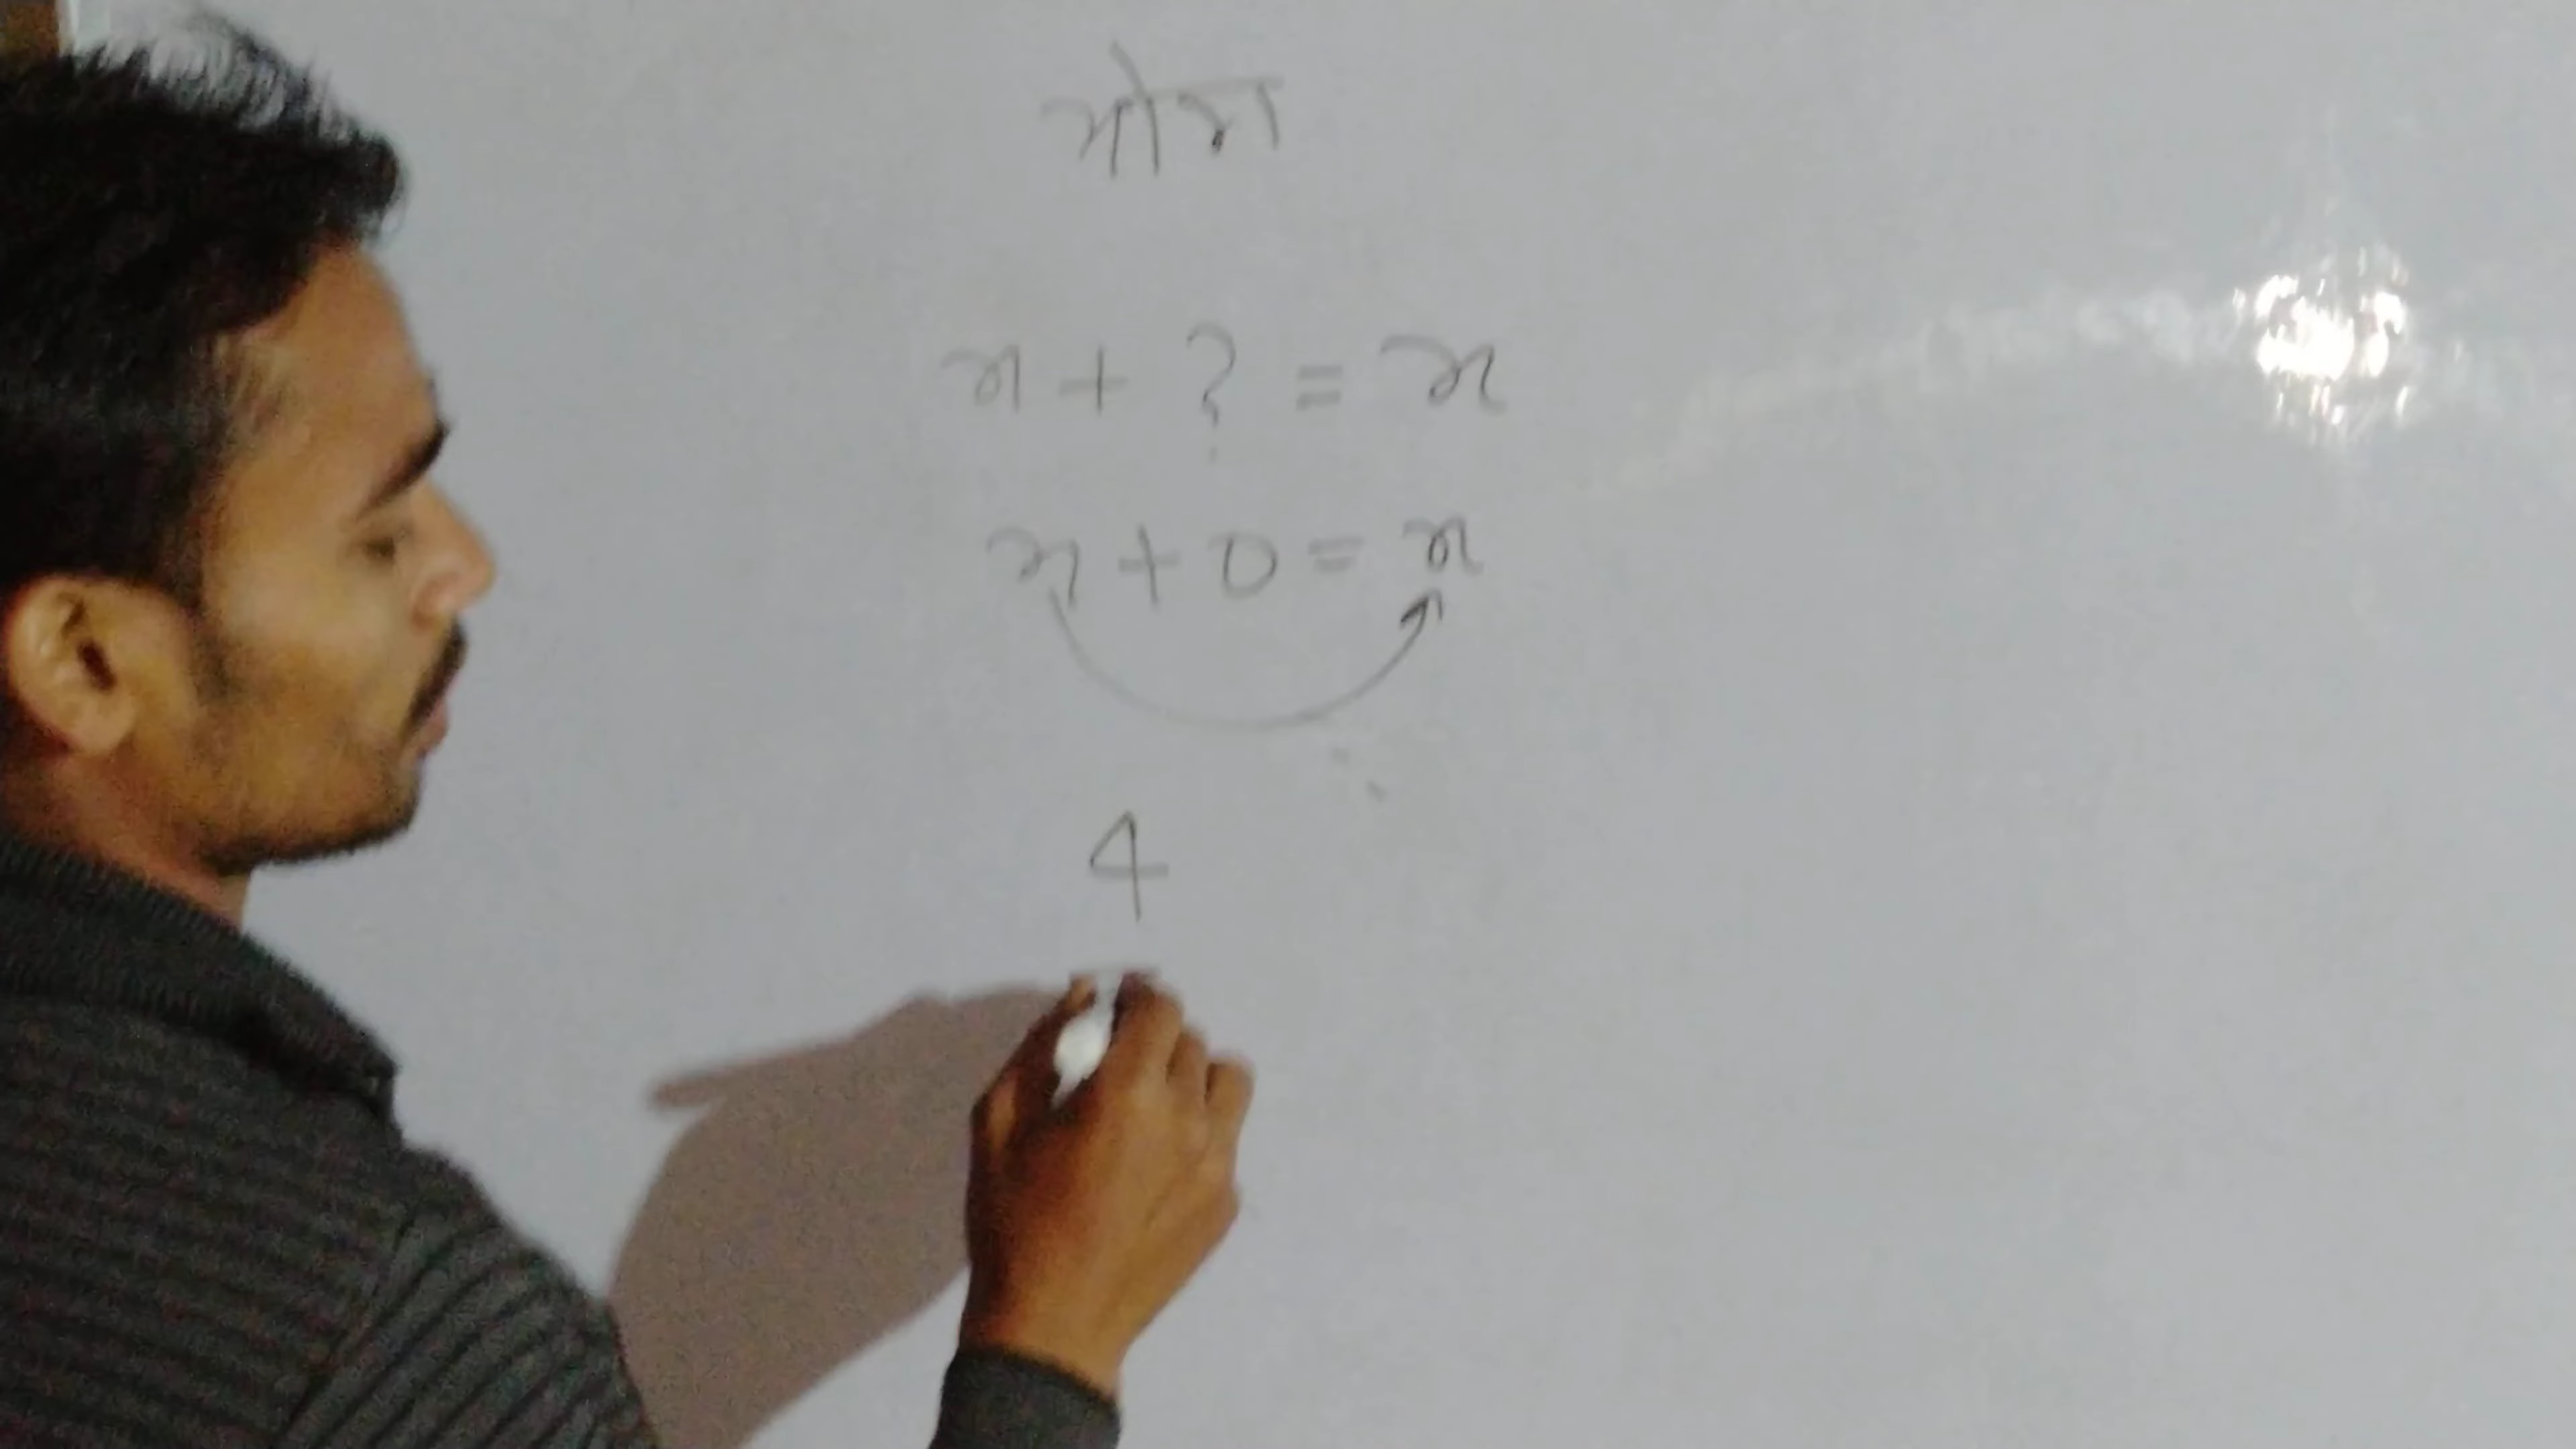 योग
x + ? = x
x + 0 = x
4